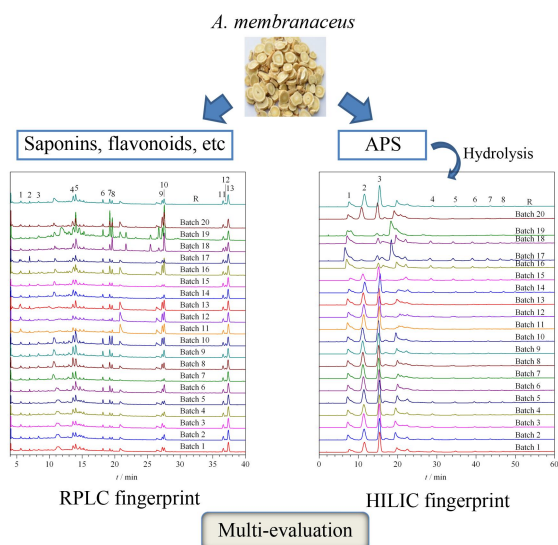 A. membranaceus
Saponins, flavonoids, etc
APS
Hydrolysis
1 2 3 4 5 6 7 8 9 10 11 12 13
R
Batch 20
Batch 19
Batch 18
Batch 17
Batch 16
Batch 15
Batch 14
Batch 13
Batch 12
Batch 11
Batch 10
Batch 9
Batch 8
Batch 7
Batch 6
Batch 5
Batch 4
Batch 3
Batch 2
Batch 1
5 10 15 20 25 30 35 40
t / min
RPLC fingerprint
1 2 3 4 5 6 7 8
R
Batch 20
Batch 19
Batch 18
Batch 17
Batch 16
Batch 15
Batch 14
Batch 13
Batch 12
Batch 11
Batch 10
Batch 9
Batch 8
Batch 7
Batch 6
Batch 5
Batch 4
Batch 3
Batch 2
Batch 1
0 10 20 30 40 50 60
t / min
HILIC fingerprint
Multi-evaluation